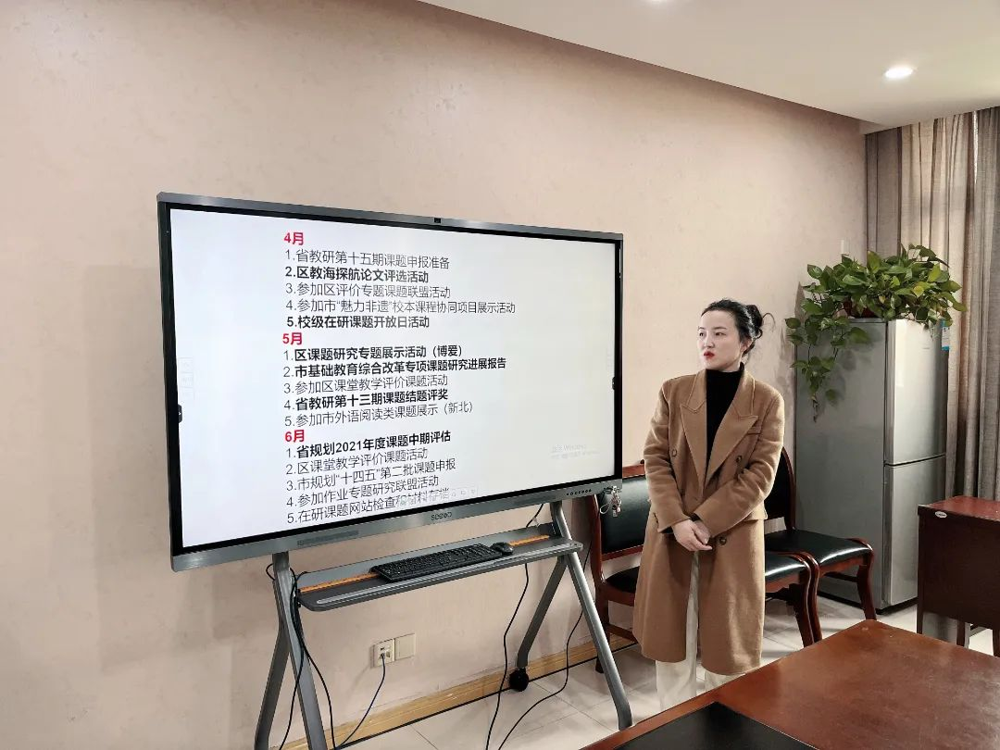 4月
1.省教研第十五期课题申报准备
2.区教海探航论文评选活动
3.参加区评价专题课题联盟活动
4.参加市“魅力非遗”校本课程协同项目展示活动
5.校级在研课题开放日活动
5月
1.区课题研究专题展示活动（博爱）
2.市基础教育综合改革专项课题研究进展报告
3.参加区课堂教学评价课题活动
4.省教研第十三期课题结题评奖
5.参加市外语阅读类课题展示（新北）
6月
1.省规划2021年度课题中期评估
2.区课堂教学评价课题活动
3.市规划“十四五”第二批课题申报
4.参加作业专题研究联盟活动
5.在研课题网站检查和材料存档
激活 Windows
seewo